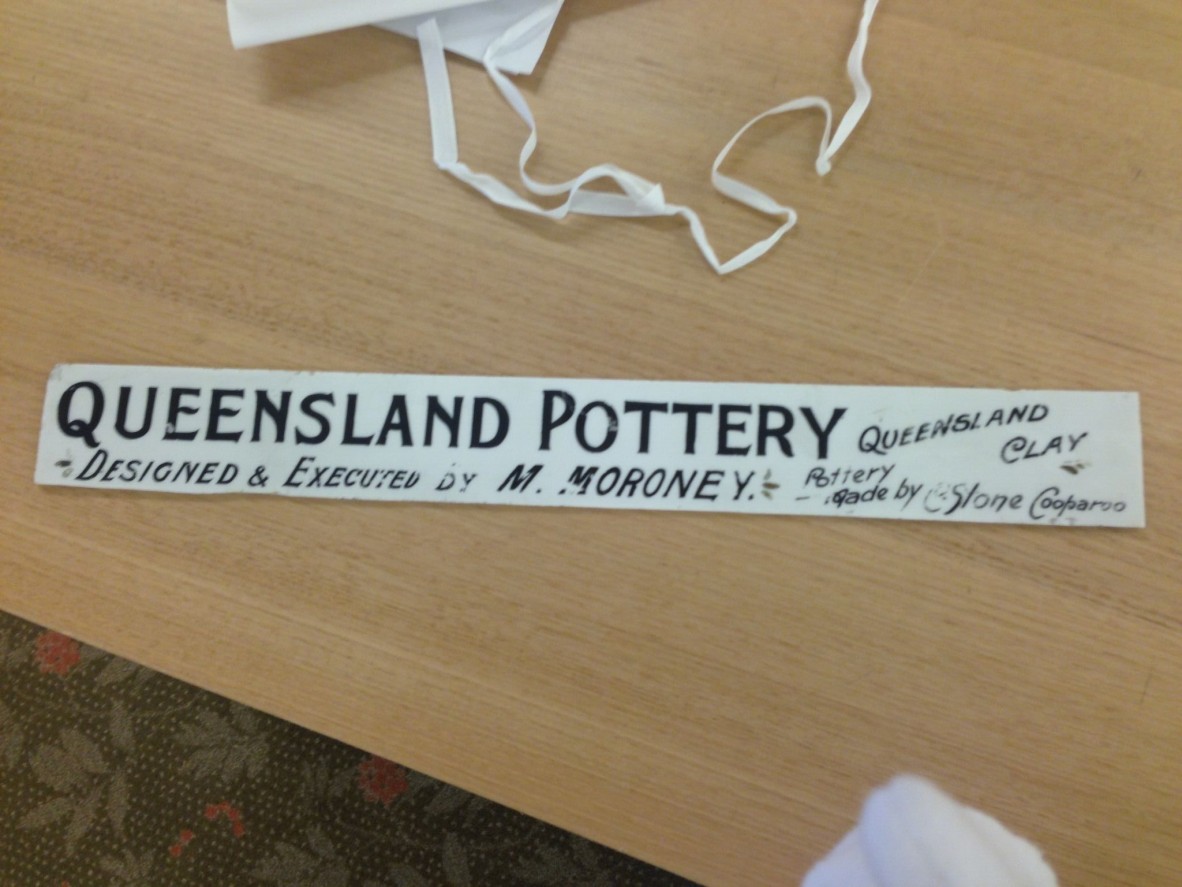 QUEENSLAND POTTERY
DESIGNED & EXECUTED BY M. MORONEY.
QUEENSLAND
CLAY
Pottery
made by Stone Cooparoo